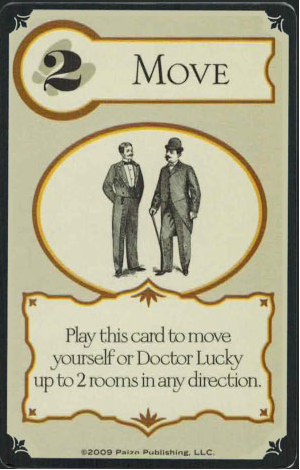 2
MOVE
Play this card to move
yourself or Doctor Lucky
up to 2 rooms in any direction.
©2009 Paizo Publishing, LLC.